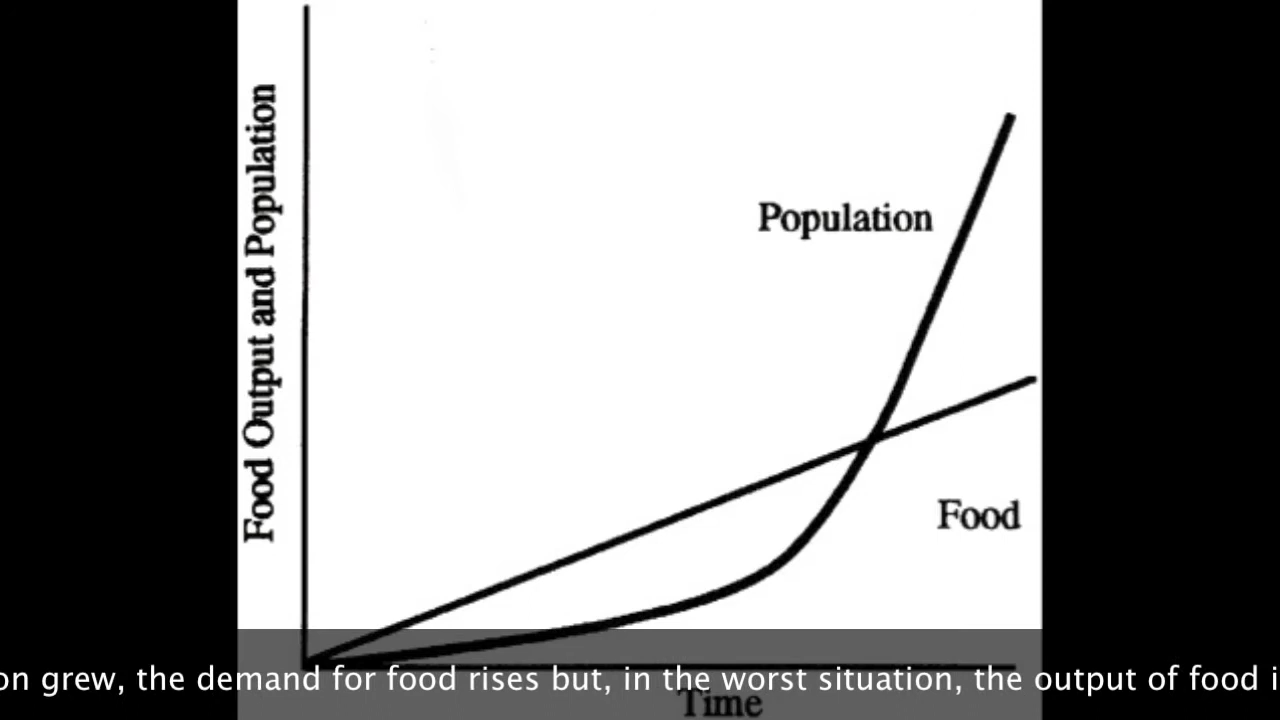 Food Output and Population
Population
Food
on grew, the demand for food rises but, in the worst situation, the output of food i
Time